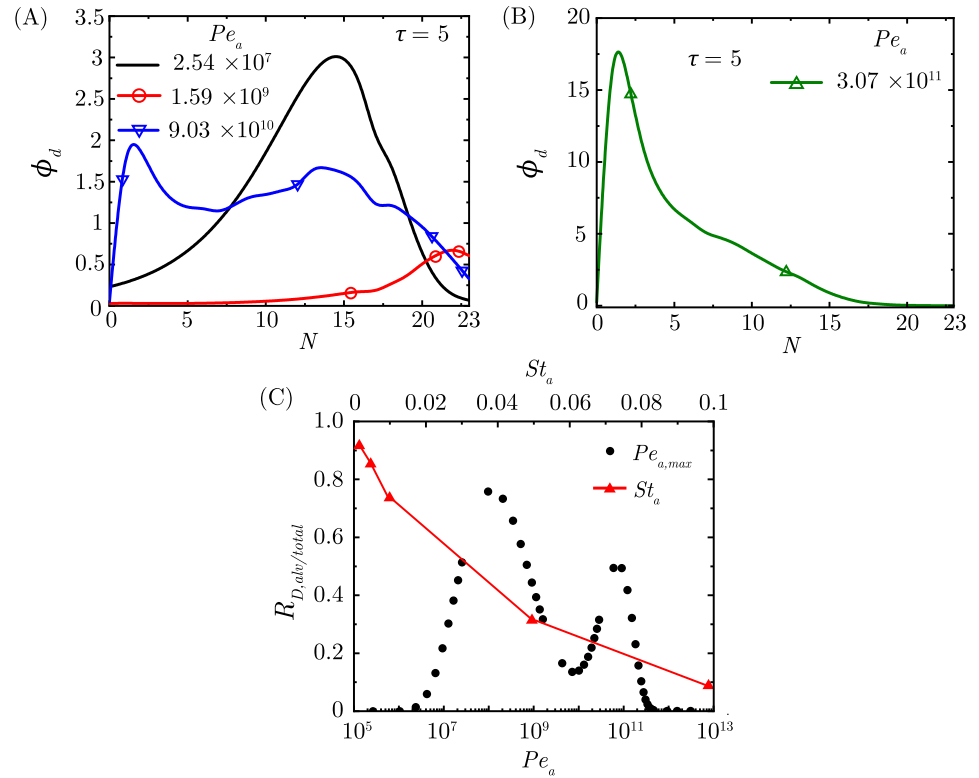 (A)
Pe_a
τ = 5
2.54 ×10^7
1.59 ×10^9
9.03 ×10^10
3.5
3
2.5
2
1.5
1
0.5
0
ϕ_d
0 5 10 15 20 23
N
(B)
Pe_a
τ = 5
3.07 ×10^11
20
15
10
5
0
ϕ_d
0 5 10 15 20 23
N
(C)
St_a
0 0.02 0.04 0.06 0.08 0.1
Pe_a,max
St_a
1.0
0.8
0.6
0.4
0.2
0
R_D,alv/total
10^5 10^7 10^9 10^11 10^13
Pe_a